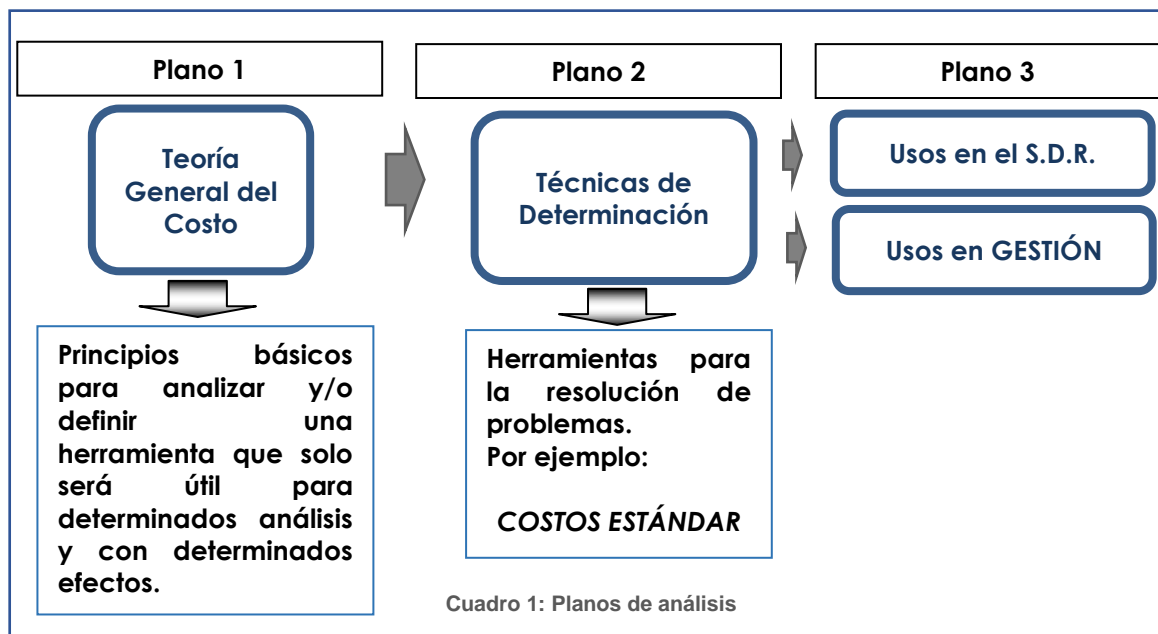 Plano 1
Plano 2
Plano 3
Teoría
General del
Costo
Técnicas de
Determinación
Usos en el S.D.R.
Usos en GESTIÓN
Principios básicos
para analizar y/o
definir una
herramienta que solo
será útil para
determinados análisis
y con determinados
efectos.
Herramientas para
la resolución de
problemas.
Por ejemplo:
COSTOS ESTÁNDAR
Cuadro 1: Planos de análisis